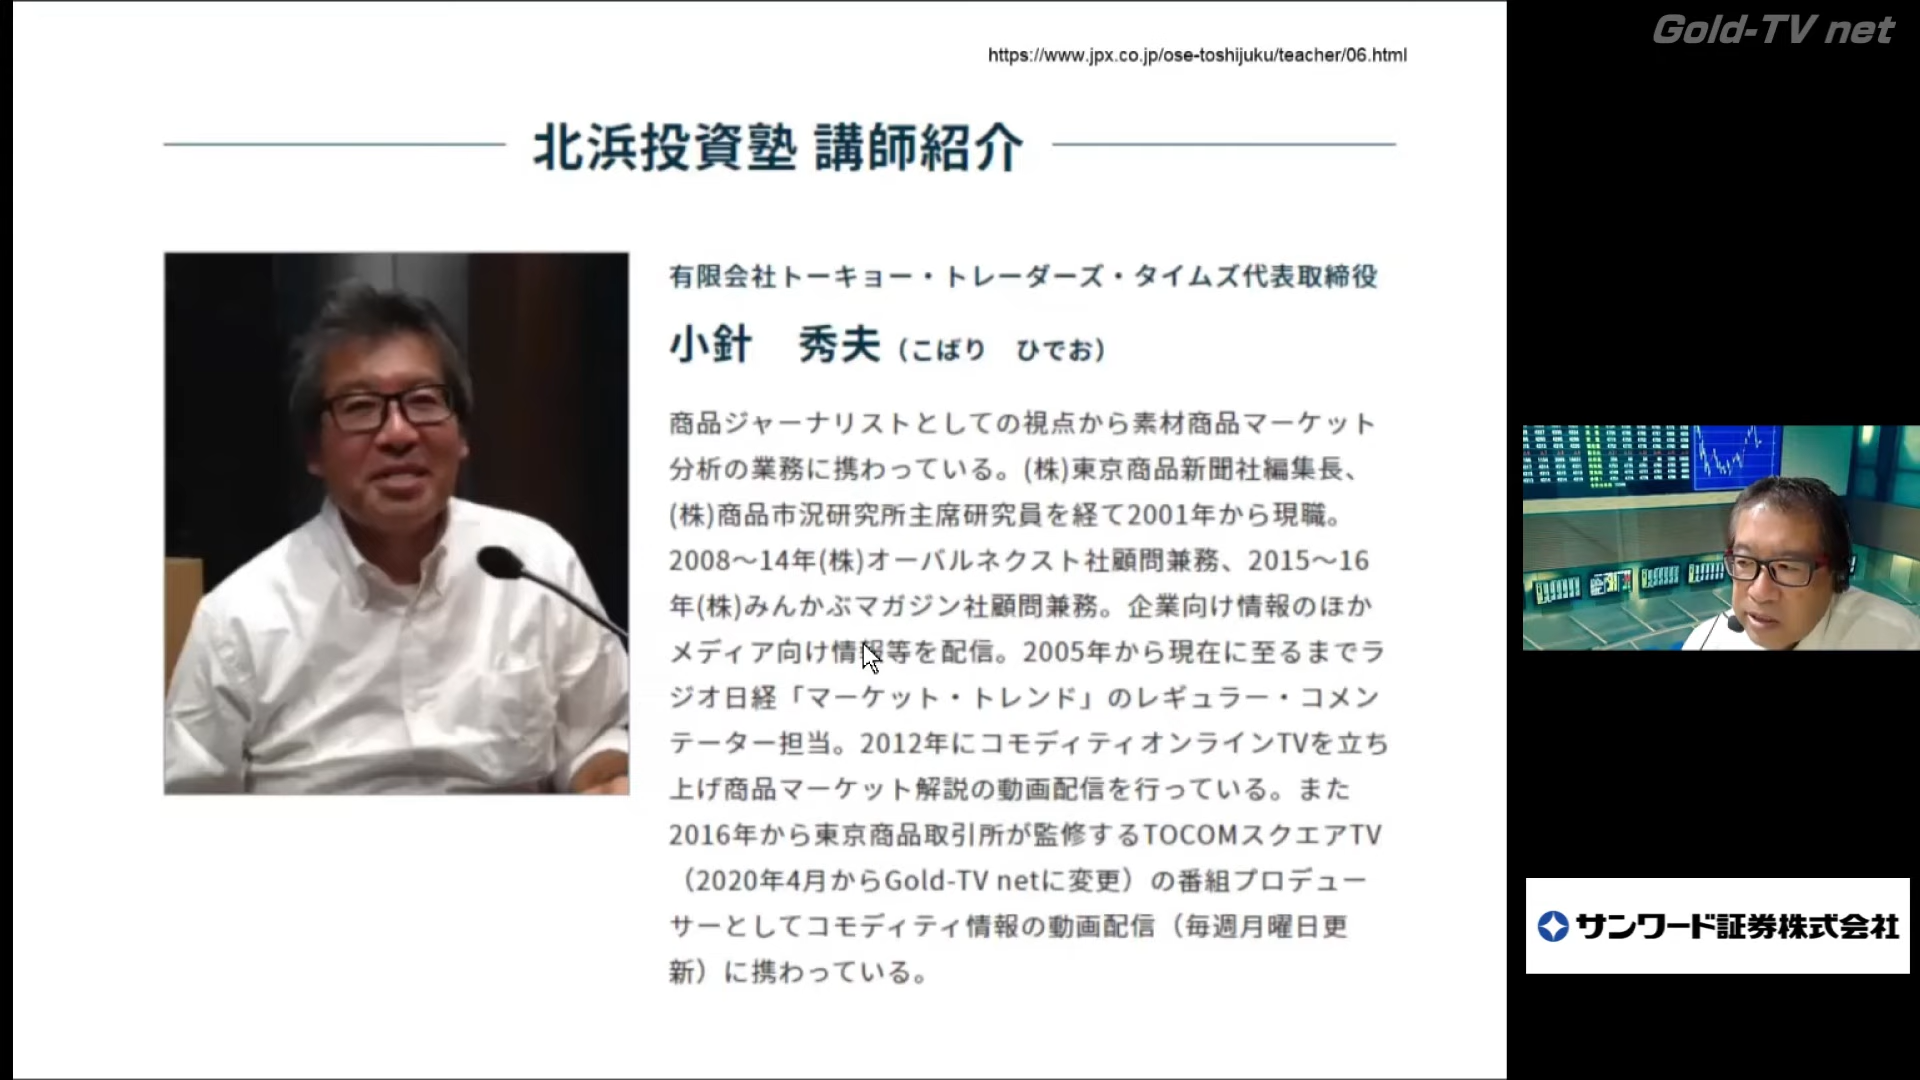 Gold-TV net
https://www.jpx.co.jp/ose-toshijuku/teacher/06.html
北浜投資塾 講師紹介
有限会社トーキョー・トレーダーズ・タイムズ代表取締役
小針 秀夫（こばり ひでお）
商品ジャーナリストとしての視点から素材商品マーケット
分析の業務に携わっている。(株)東京商品新聞社編集長、
(株)商品市況研究所主席研究員を経て2001年から現職。
2008～14年(株)オーバルネクスト社顧問兼務、2015～16
年(株)みんかぶマガジン社顧問兼務。企業向け情報のほか
メディア向け情報等を配信。2005年から現在に至るまでラ
ジオ日経「マーケット・トレンド」のレギュラー・コメン
テーター担当。2012年にコモディティオンラインTVを立ち
上げ商品マーケット解説の動画配信を行っている。また
2016年から東京商品取引所が監修するTOCOMスクエアTV
（2020年4月からGold-TV netに変更）の番組プロデュー
サーとしてコモディティ情報の動画配信（毎週月曜日更
新）に携わっている。
サンワード証券株式会社